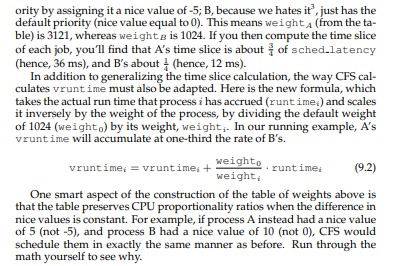 ority by assigning it a nice value of -5; B, because we hates it³, just has the
default priority (nice value equal to 0). This means weight_A (from the ta-
ble) is 3121, whereas weight_B is 1024. If you then compute the time slice
of each job, you'll find that A's time slice is about 3/4 of sched_latency
(hence, 36 ms), and B's about 1/4 (hence, 12 ms).
In addition to generalizing the time slice calculation, the way CFS cal-
culates vruntime must also be adapted. Here is the new formula, which
takes the actual run time that process i has accrued (runtime_i) and scales
it inversely by the weight of the process, by dividing the default weight
of 1024 (weight_0) by its weight, weight_i. In our running example, A's
vruntime will accumulate at one-third the rate of B's.
vruntime_i = vruntime_i + weight_0/weight_i · runtime_i (9.2)
One smart aspect of the construction of the table of weights above is
that the table preserves CPU proportionality ratios when the difference in
nice values is constant. For example, if process A instead had a nice value
of 5 (not -5), and process B had a nice value of 10 (not 0), CFS would
schedule them in exactly the same manner as before. Run through the
math yourself to see why.